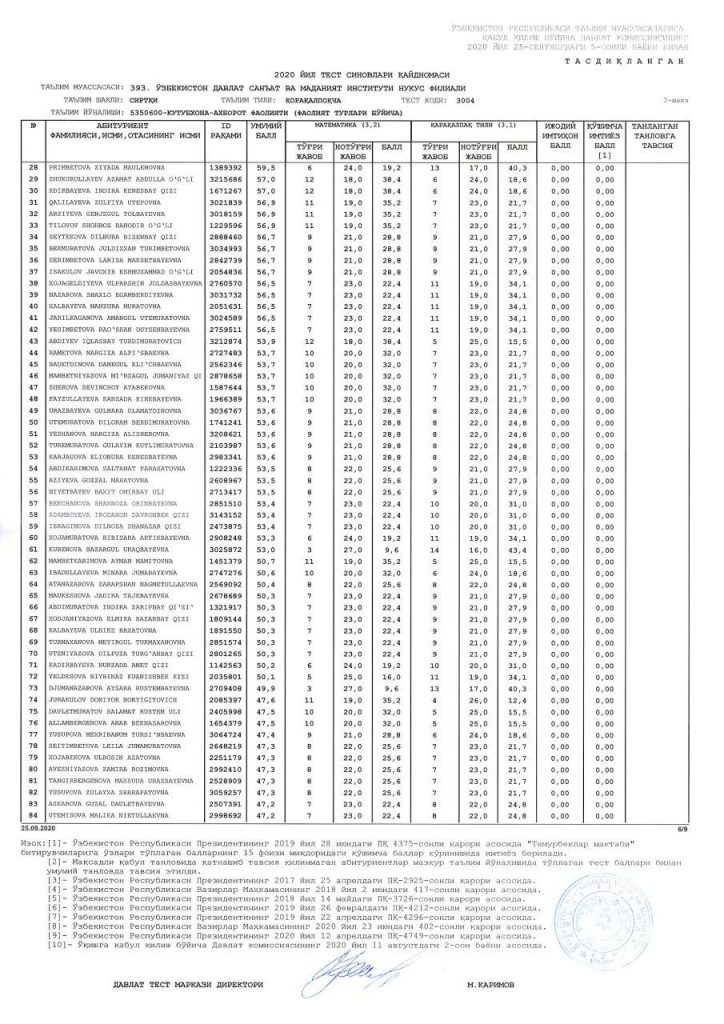 ЎЗБЕКИСТОН РЕСПУБЛИКАСИ ТАЪЛИМ МУАССАСАЛАРИГА
ҚАБУЛ ҚИЛИШ БЎЙИЧА ДАВЛАТ КОМИССИЯСИНИНГ
2020 ЙИЛ 25-СЕНТЯБРДАГИ 5-СОНЛИ БАЁНИ БИЛАН
ТАСДИҚЛАНГАН
2020 ЙИЛ ТЕСТ СИНОВЛАРИ ҚАЙДНОМАСИ
ТАЪЛИМ МУАССАСАСИ: 393. ЎЗБЕКИСТОН ДАВЛАТ САНЪАТ ВА МАДАНИЯТ ИНСТИТУТИ НУКУС ФИЛИАЛИ
ТАЪЛИМ ШАКЛИ: СИРТҚИ ТАЪЛИМ ТИЛИ: ҚОРАҚАЛПОҚЧА ТЕСТ КОДИ: 3004 2-шакл
ТАЪЛИМ ЙЎНАЛИШИ: 5350600-КУТУБХОНА-АХБОРОТ ФАОЛИЯТИ (ФАОЛИЯТ ТУРЛАРИ БЎЙИЧА)
№ АБИТУРИЕНТ ФАМИЛИЯСИ,ИСМИ,ОТАСИНИНГ ИСМИ ID РАҚАМИ УМУМИЙ БАЛЛ МАТЕМАТИКА (3,2) ҚАРАҚАЛПАҚ ТИЛИ (3,1) ИЖОДИЙ ИМТИҲОН БАЛЛ ҚЎШИМЧА ИМТИЁЗ БАЛЛ [1] ТАНЛАНГАН ТАНЛОВГА ТАВСИЯ
ТЎҒРИ ЖАВОБ НОТЎҒРИ ЖАВОБ БАЛЛ ТЎҒРИ ЖАВОБ НОТЎҒРИ ЖАВОБ БАЛЛ
28 PRIMBETOVA ZIYADA MAULENOVNA 1389392 59,5 6 24,0 19,2 13 17,0 40,3 0,00 0,00
29 SHUKURULLAYEV AZAMAT ABDULLA O'G'LI 3215686 57,0 12 18,0 38,4 6 24,0 18,6 0,00 0,00
30 KDIRBAYEVA INDIRA KENESBAY QIZI 1671267 57,0 12 18,0 38,4 6 24,0 18,6 0,00 0,00
31 QALILAYEVA ZULFIYA UTEPOVNA 3021839 56,9 11 19,0 35,2 7 23,0 21,7 0,00 0,00
32 ARZIYEVA GENJEGUL TOLBAYEVNA 3018159 56,9 11 19,0 35,2 7 23,0 21,7 0,00 0,00
33 TILOVOV SHOHBOZ BAHODIR O'G'LI 1229596 56,9 11 19,0 35,2 7 23,0 21,7 0,00 0,00
34 SEYTEKOVA DILNURA BISENBAY QIZI 2888460 56,7 9 21,0 28,8 9 21,0 27,9 0,00 0,00
35 BEKMURATOVA JULDIZXAN TURIMBETOVNA 3034993 56,7 9 21,0 28,8 9 21,0 27,9 0,00 0,00
36 SERIMBETOVA LARISA MAKSETBAYEVNA 2842739 56,7 9 21,0 28,8 9 21,0 27,9 0,00 0,00
37 ISAKULOV JAVOXIR ESHMUXAMMAD O'G'LI 2054836 56,7 9 21,0 28,8 9 21,0 27,9 0,00 0,00
38 XOJAGELDIYEVA ULPARSHIN JOLDASBAYEVNA 2760570 56,5 7 23,0 22,4 11 19,0 34,1 0,00 0,00
39 NAZAROVA SHAXLO EGAMBERDIYEVNA 3031732 56,5 7 23,0 22,4 11 19,0 34,1 0,00 0,00
40 XALBAYEVA MANZURA MURATOVNA 2051631 56,5 7 23,0 22,4 11 19,0 34,1 0,00 0,00
41 JARILKAGANOVA AMANGUL UTEMURATOVNA 3024589 56,5 7 23,0 22,4 11 19,0 34,1 0,00 0,00
42 YESIMBETOVA RAO'SHAN DUYSENBAYEVNA 2759511 56,5 7 23,0 22,4 11 19,0 34,1 0,00 0,00
43 ABDIYEV IQLASBAY TURDIMURATOVICH 3212874 53,9 12 18,0 38,4 5 25,0 15,5 0,00 0,00
44 RAMETOVA NARGIZA ALPI'SBAEVNA 2727483 53,7 10 20,0 32,0 7 23,0 21,7 0,00 0,00
45 BAUETDINOVA DANEGUL KLI'CHBAEVNA 2562346 53,7 10 20,0 32,0 7 23,0 21,7 0,00 0,00
46 MAMBETNIYAZOVA NI'RZAGUL JUMANIYAZ QI 2878658 53,7 10 20,0 32,0 7 23,0 21,7 0,00 0,00
47 SHEROVA SEVINCHOY ATABEKOVNA 1587644 53,7 10 20,0 32,0 7 23,0 21,7 0,00 0,00
48 FAYZULLAYEVA KANZADA KIRKBAYEVNA 1966389 53,7 10 20,0 32,0 7 23,0 21,7 0,00 0,00
49 URAZBAYEVA GULNARA ULAMATDINOVNA 3036767 53,6 9 21,0 28,8 8 22,0 24,8 0,00 0,00
50 UTEMURATOVA DILORAM BERDIMURATOVNA 1741241 53,6 9 21,0 28,8 8 22,0 24,8 0,00 0,00
51 YESHANOVA NARGIZA ALISHEROVNA 3208621 53,6 9 21,0 28,8 8 22,0 24,8 0,00 0,00
52 TUREMURATOVA GULAYIM KUTLIMURATOVNA 2103987 53,6 9 21,0 28,8 8 22,0 24,8 0,00 0,00
53 KARJAUOVA ELIONURA KENESBAYEVNA 2983341 53,6 9 21,0 28,8 8 22,0 24,8 0,00 0,00
54 ABDIKARIMOVA SALTANAT PARAXATOVNA 1222336 53,5 8 22,0 25,6 9 21,0 27,9 0,00 0,00
55 AZIYEVA GOZZAL MARATOVNA 2608967 53,5 8 22,0 25,6 9 21,0 27,9 0,00 0,00
56 NIYETBAYEV BAXIT OMIRBAY ULI 2713417 53,5 8 22,0 25,6 9 21,0 27,9 0,00 0,00
57 BEKCHANOVA SHAXNOZA ORINBAYEVNA 2851510 53,4 7 23,0 22,4 10 20,0 31,0 0,00 0,00
58 ADAMBOYEVA IRODAHON DAVRONBEK QIZI 3143152 53,4 7 23,0 22,4 10 20,0 31,0 0,00 0,00
59 IBRAGIMOVA DILNOZA SHANAZAR QIZI 2473875 53,4 7 23,0 22,4 10 20,0 31,0 0,00 0,00
60 XOJAMURATOVA BIBISARA ARTIKBAYEVNA 2908248 53,3 6 24,0 19,2 11 19,0 34,1 0,00 0,00
61 KUBENOVA BAZARGUL URAQBAYEVNA 3025872 53,0 3 27,0 9,6 14 16,0 43,4 0,00 0,00
62 MAMBETKARIMOVA AYMAN MAMITOVNA 1451379 50,7 11 19,0 35,2 5 25,0 15,5 0,00 0,00
63 IBADULLAYEVA MINARA JUMABAYEVNA 2747276 50,6 10 20,0 32,0 6 24,0 18,6 0,00 0,00
64 ATANAZAROVA ZARAPSHAN NAGMETULLAEVNA 2569092 50,4 8 22,0 25,6 8 22,0 24,8 0,00 0,00
65 MAUKESHOVA JADIRA TAJEBAYEVNA 2678689 50,3 7 23,0 22,4 9 21,0 27,9 0,00 0,00
66 ABDIMURATOVA INDIRA XARIPBAY QI'ZI' 1321917 50,3 7 23,0 22,4 9 21,0 27,9 0,00 0,00
67 XODJANIYAZOVA ELMIRA BAZARBAY QIZI 1809144 50,3 7 23,0 22,4 9 21,0 27,9 0,00 0,00
68 KALBAYEVA ULBIKE RAXATOVNA 1891550 50,3 7 23,0 22,4 9 21,0 27,9 0,00 0,00
69 TURMAXANOVA MEYIRGUL TURMAXANOVNA 2851574 50,3 7 23,0 22,4 9 21,0 27,9 0,00 0,00
70 UTENIYAZOVA DILFUZA TURG'ANBAY QIZI 2801265 50,3 7 23,0 22,4 9 21,0 27,9 0,00 0,00
71 KADIRBAYEVA NURZADA AMET QIZI 1142563 50,2 6 24,0 19,2 10 20,0 31,0 0,00 0,00
72 YELDESOVA BIYBINAZ KUANISHBEK KIZI 2035801 50,1 5 25,0 16,0 11 19,0 34,1 0,00 0,00
73 DJUMANAZAROVA AYSARA RUSTEMBAYEVNA 2709408 49,9 3 27,0 9,6 13 17,0 40,3 0,00 0,00
74 JURAKULOV DONIYOR NORYIGITOVICH 2085397 47,6 11 19,0 35,2 4 26,0 12,4 0,00 0,00
75 DAVLETMURATOV SALAMAT RUSTEM ULI 2405998 47,5 10 20,0 32,0 5 25,0 15,5 0,00 0,00
76 ALLAMBERGENOVA ANAR BEKNAZAROVNA 1654379 47,5 10 20,0 32,0 5 25,0 15,5 0,00 0,00
77 YUSUPOVA MEXRIBANUM TURSI'NBAEVNA 3064724 47,4 9 21,0 28,8 6 24,0 18,6 0,00 0,00
78 SEITIMBETOVA LEILA JUMAMURATOVNA 2648219 47,3 8 22,0 25,6 7 23,0 21,7 0,00 0,00
79 XOJABEKOVA ULBOSIN AZATOVNA 2251179 47,3 8 22,0 25,6 7 23,0 21,7 0,00 0,00
80 AVEZNIYAZOVA SAMIRA ROZIMOVNA 2992410 47,3 8 22,0 25,6 7 23,0 21,7 0,00 0,00
81 TANGIRBERGENOVA MAXSUDA URAZBAYEVNA 2528909 47,3 8 22,0 25,6 7 23,0 21,7 0,00 0,00
82 YUSUPOVA ZULAYXA SHARAPATOVNA 3059257 47,3 8 22,0 25,6 7 23,0 21,7 0,00 0,00
83 ASKAROVA GUZAL DAULETBAYEVNA 2507391 47,2 7 23,0 22,4 8 22,0 24,8 0,00 0,00
84 UTEMISOVA MALIKA NIETULLAEVNA 2998692 47,2 7 23,0 22,4 8 22,0 24,8 0,00 0,00
25.09.2020 6/9
Изоҳ:[1]- Ўзбекистон Республикаси Президентининг 2019 йил 28 июндаги ПҚ 4375-сонли қарори асосида "Темурбеклар мактаби"
битирувчиларига ўзлари тўплаган балларнинг 15 фоизи миқдоридаги қўшимча баллар кўринишида имтиёз берилади.
[2]- Мақсадли қабул танловида қатнашиб тавсия қилинмаган абитуриентлар мазкур таълим йўналишида тўплаган тест баллари билан
умумий танловда тавсия этилди.
[3]- Ўзбекистон Республикаси Президентининг 2017 йил 25 апрелдаги ПҚ-2925-сонли қарори асосида.
[4]- Ўзбекистон Республикаси Вазирлар Маҳкамасининг 2018 йил 2 июндаги 417-сонли қарори асосида.
[5]- Ўзбекистон Республикаси Президентининг 2018 йил 14 майдаги ПҚ-3726-сонли қарори асосида.
[6]- Ўзбекистон Республикаси Президентининг 2019 йил 26 февралдаги ПҚ-4212-сонли қарори асосида.
[7]- Ўзбекистон Республикаси Президентининг 2019 йил 22 апрелдаги ПҚ-4296-сонли қарори асосида.
[8]- Ўзбекистон Республикаси Вазирлар Маҳкамасининг 2020 йил 23 июндаги 402-сонли қарори асосида.
[9]- Ўзбекистон Республикаси Президентининг 2020 йил 12 апрелдаги ПҚ-4749-сонли қарори асосида.
[10]- Ўқишга қабул қилиш бўйича Давлат комиссиясининг 2020 йил 11 августдаги 2-сон баёни асосида.
ДАВЛАТ ТЕСТ МАРКАЗИ ДИРЕКТОРИ М.КАРИМОВ